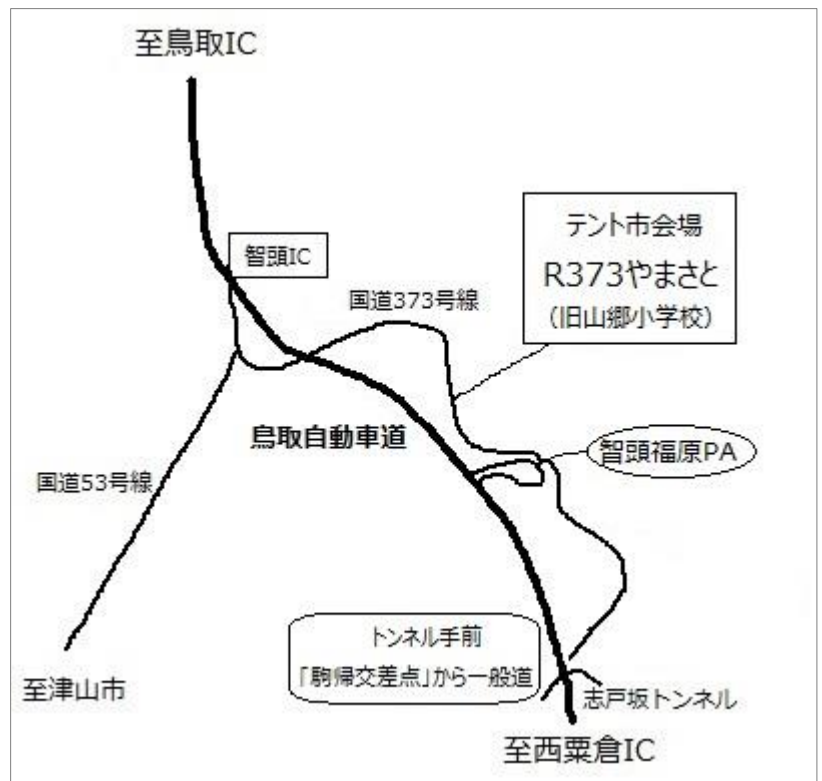 至鳥取IC
智頭IC
国道373号線
テント市会場
R373やまさと
（旧山郷小学校）
鳥取自動車道
智頭福原PA
国道53号線
トンネル手前
「駒帰交差点」から一般道
至津山市
志戸坂トンネル
至西粟倉IC